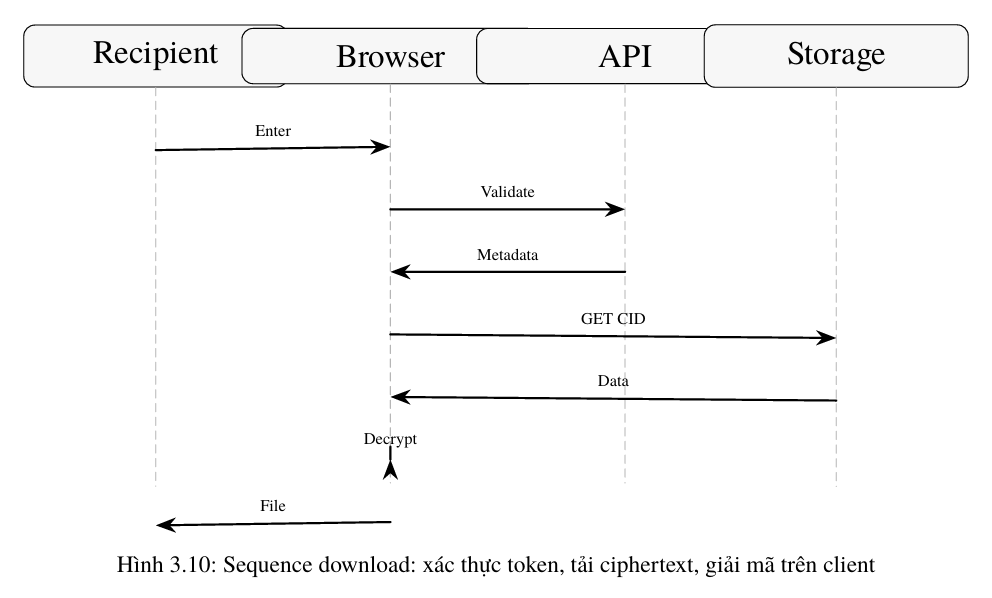 Recipient Browser API Storage
Enter
Validate
Metadata
GET CID
Data
Decrypt
File
Hình 3.10: Sequence download: xác thực token, tải ciphertext, giải mã trên client